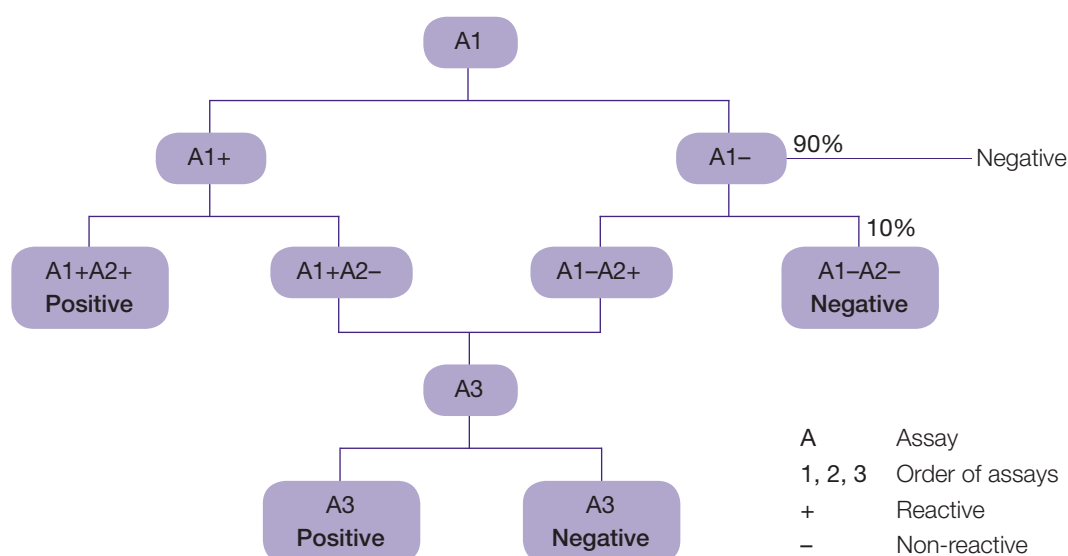 A1
A1+
A1–
90%
Negative
10%
A1+A2+
Positive
A1+A2–
A1–A2+
A1–A2–
Negative
A3
A3
Positive
A3
Negative
A Assay
1, 2, 3 Order of assays
+ Reactive
– Non-reactive